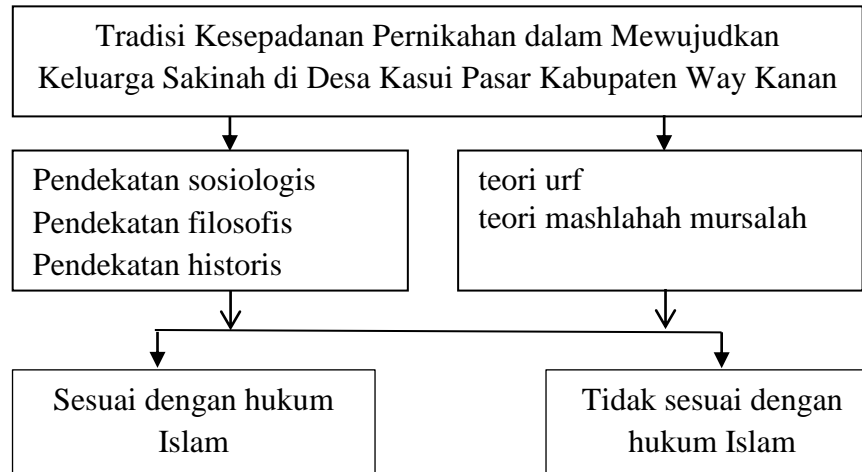 Tradisi Kesepadanan Pernikahan dalam Mewujudkan
Keluarga Sakinah di Desa Kasui Pasar Kabupaten Way Kanan
Pendekatan sosiologis
Pendekatan filosofis
Pendekatan historis
teori urf
teori mashlahah mursalah
Sesuai dengan hukum
Islam
Tidak sesuai dengan
hukum Islam